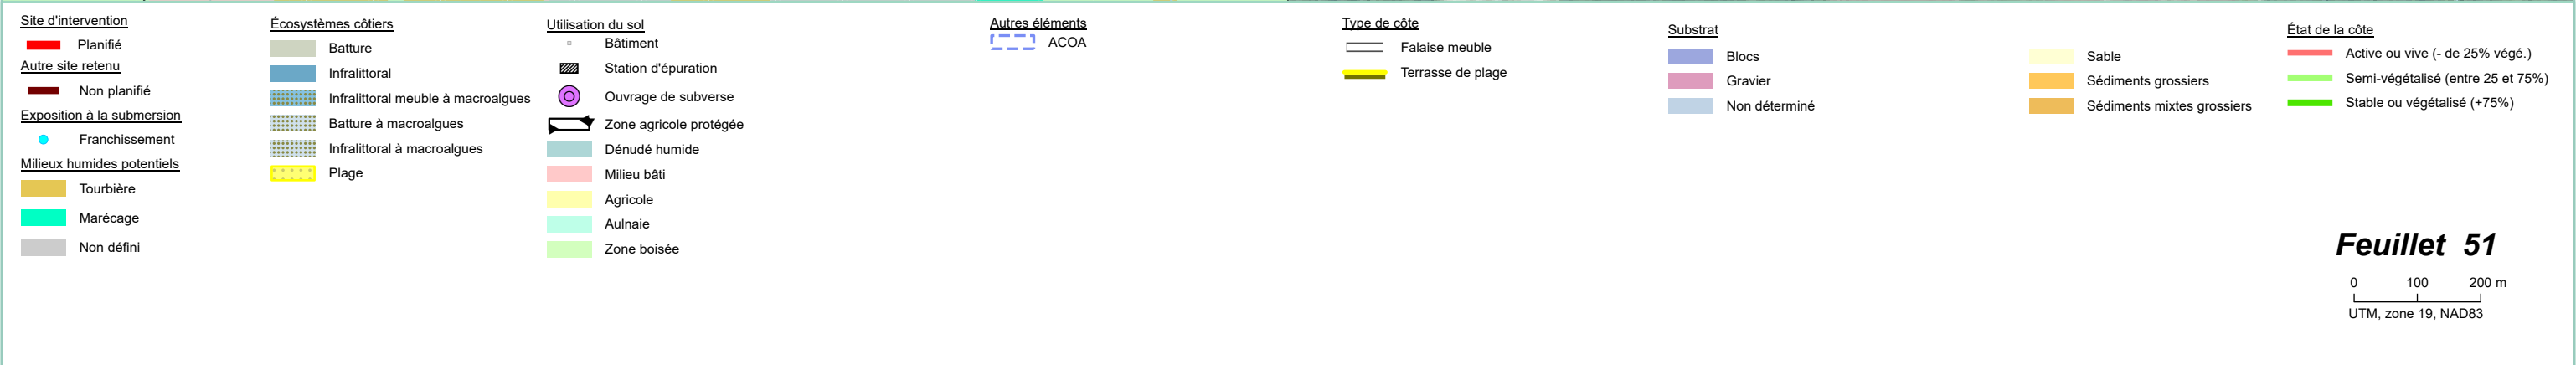 Site d'intervention
Planifié
Autre site retenu
Non planifié
Exposition à la submersion
Franchissement
Milieux humides potentiels
Tourbière
Marécage
Non défini
Écosystèmes côtiers
Batture
Infralittoral
Infralittoral meuble à macroalgues
Batture à macroalgues
Infralittoral à macroalgues
Plage
Utilisation du sol
Bâtiment
Station d'épuration
Ouvrage de subverse
Zone agricole protégée
Dénudé humide
Milieu bâti
Agricole
Aulnaie
Zone boisée
Autres éléments
ACOA
Type de côte
Falaise meuble
Terrasse de plage
Substrat
Blocs
Gravier
Non déterminé
Sable
Sédiments grossiers
Sédiments mixtes grossiers
État de la côte
Active ou vive (- de 25% végé.)
Semi-végétalisé (entre 25 et 75%)
Stable ou végétalisé (+75%)
Feuillet 51
0 100 200 m
UTM, zone 19, NAD83